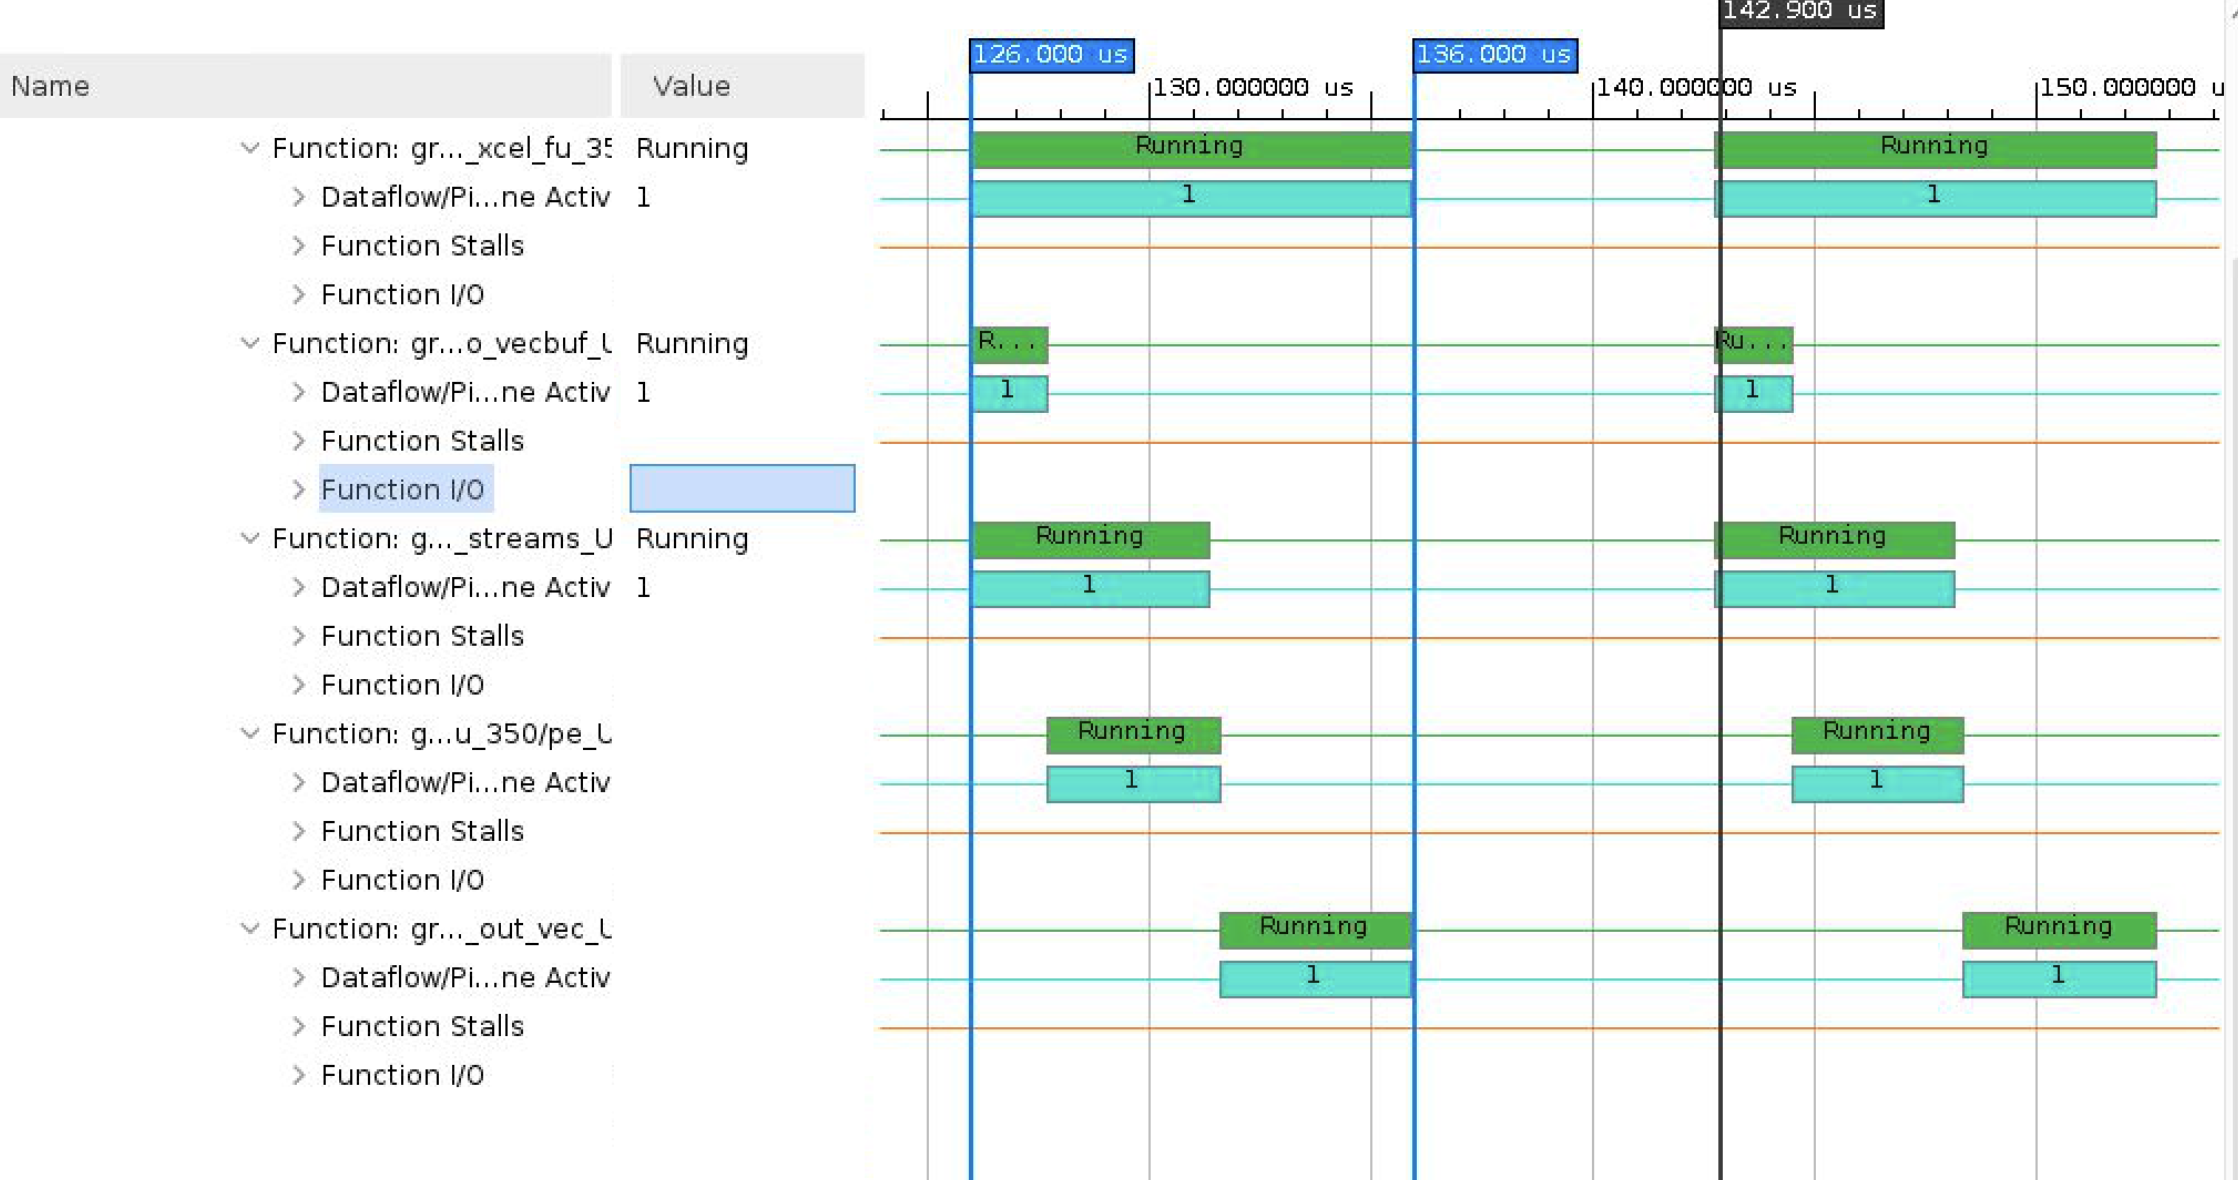 142.900 us
126.000 us 136.000 us
Name Value 130.000000 us 140.000000 us 150.000000 u
Function: gr..._xcel_fu_35 Running Running Running
Dataflow/Pi...ne Activ 1 1 1
Function Stalls
Function I/O
Function: gr...o_vecbuf_U Running R... Ru...
Dataflow/Pi...ne Activ 1 1 1
Function Stalls
Function I/O
Function: g..._streams_U Running Running Running
Dataflow/Pi...ne Activ 1 1 1
Function Stalls
Function I/O
Function: g...u_350/pe_U Running Running
Dataflow/Pi...ne Activ 1 1
Function Stalls
Function I/O
Function: gr..._out_vec_U Running Running
Dataflow/Pi...ne Activ 1 1
Function Stalls
Function I/O